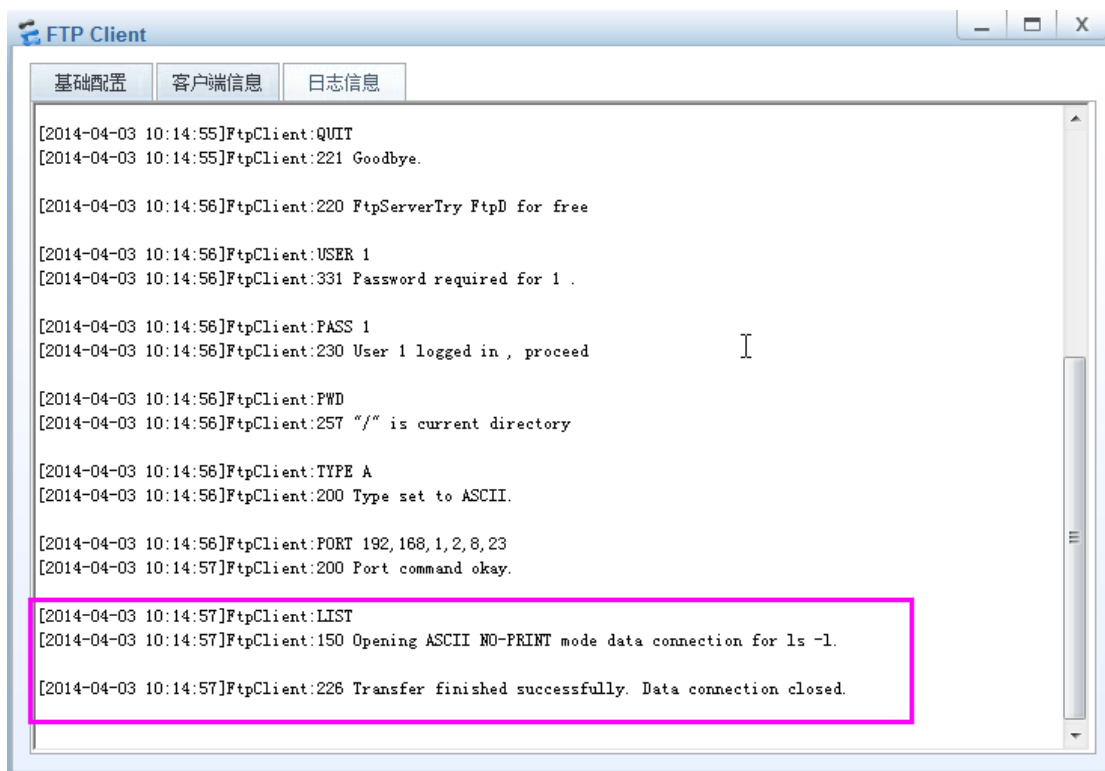 FTP Client
基础配置 客户端信息 日志信息
[2014-04-03 10:14:55]FtpClient:QUIT
[2014-04-03 10:14:55]FtpClient:221 Goodbye.
[2014-04-03 10:14:56]FtpClient:220 FtpServerTry FtpD for free
[2014-04-03 10:14:56]FtpClient:USER 1
[2014-04-03 10:14:56]FtpClient:331 Password required for 1 .
[2014-04-03 10:14:56]FtpClient:PASS 1
[2014-04-03 10:14:56]FtpClient:230 User 1 logged in , proceed
[2014-04-03 10:14:56]FtpClient:PWD
[2014-04-03 10:14:56]FtpClient:257 "/" is current directory
[2014-04-03 10:14:56]FtpClient:TYPE A
[2014-04-03 10:14:56]FtpClient:200 Type set to ASCII.
[2014-04-03 10:14:56]FtpClient:PORT 192,168,1,2,8,23
[2014-04-03 10:14:57]FtpClient:200 Port command okay.
[2014-04-03 10:14:57]FtpClient:LIST
[2014-04-03 10:14:57]FtpClient:150 Opening ASCII NO-PRINT mode data connection for ls -l.
[2014-04-03 10:14:57]FtpClient:226 Transfer finished successfully. Data connection closed.